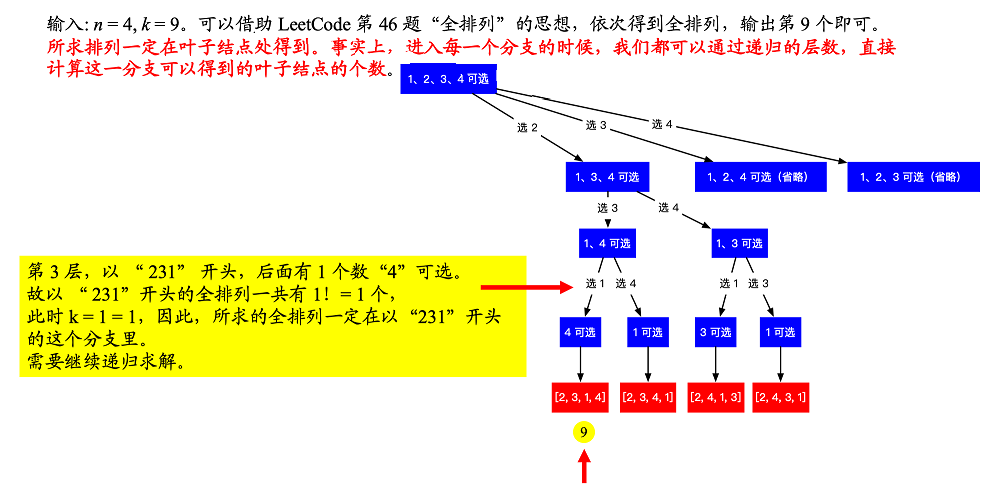 输入: n = 4, k = 9。可以借助 LeetCode 第 46 题“全排列”的思想，依次得到全排列，输出第 9 个即可。
所求排列一定在叶子结点处得到。事实上，进入每一个分支的时候，我们都可以通过递归的层数，直接
计算这一分支可以得到的叶子结点的个数。
1、2、3、4 可选
选 2
选 3
选 4
1、3、4 可选
1、2、4 可选（省略）
1、2、3 可选（省略）
选 3
选 4
1、4 可选
1、3 可选
第 3 层，以 “ 231” 开头，后面有 1 个数“4”可选。
故以 “ 231”开头的全排列一共有 1！= 1 个，
此时 k = 1 = 1，因此，所求的全排列一定在以“231”开头
的这个分支里。
需要继续递归求解。
选 1
选 4
选 1
选 3
4 可选
1 可选
3 可选
1 可选
[2, 3, 1, 4]
[2, 3, 4, 1]
[2, 4, 1, 3]
[2, 4, 3, 1]
9